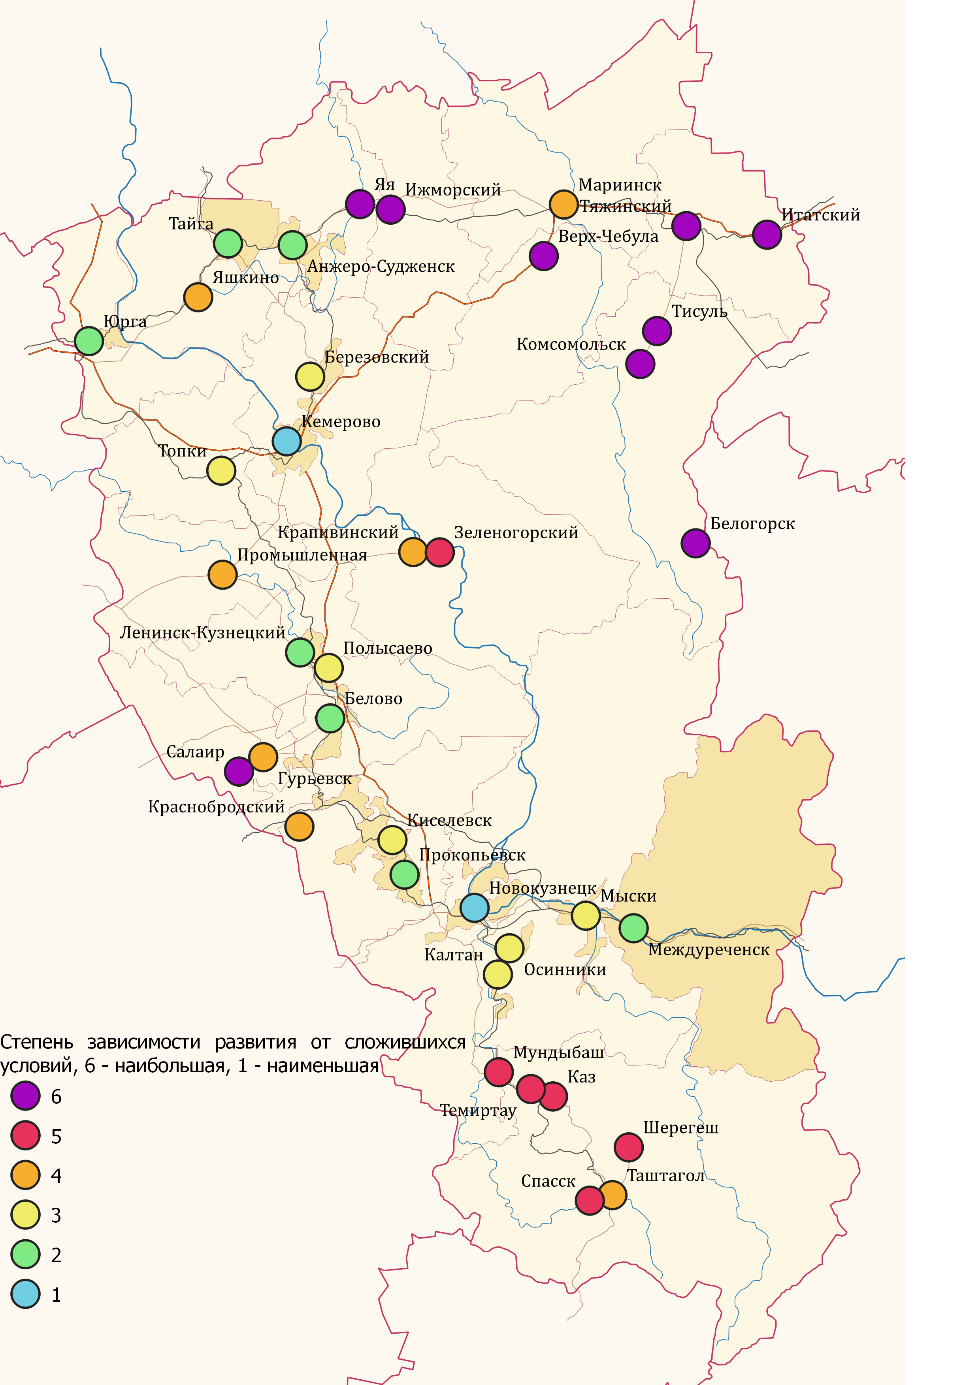 Яя
Ижморский
Мариинск
Тяжинский
Итатский
Тайга
Верх-Чебула
Анжеро-Судженск
Яшкино
Тисуль
Юрга
Комсомольск
Березовский
Кемерово
Топки
Белогорск
Крапивинский
Зеленогорский
Промышленная
Ленинск-Кузнецкий
Полысаево
Белово
Салаир
Гурьевск
Краснобродский
Киселевск
Прокопьевск
Новокузнецк
Мыски
Междуреченск
Калтан
Осинники
Степень зависимости развития от сложившихся
условий, 6 - наибольшая, 1 - наименьшая
Мундыбаш
Каз
Темиртау
Шерегеш
Таштагол
Спасск
6
5
4
3
2
1